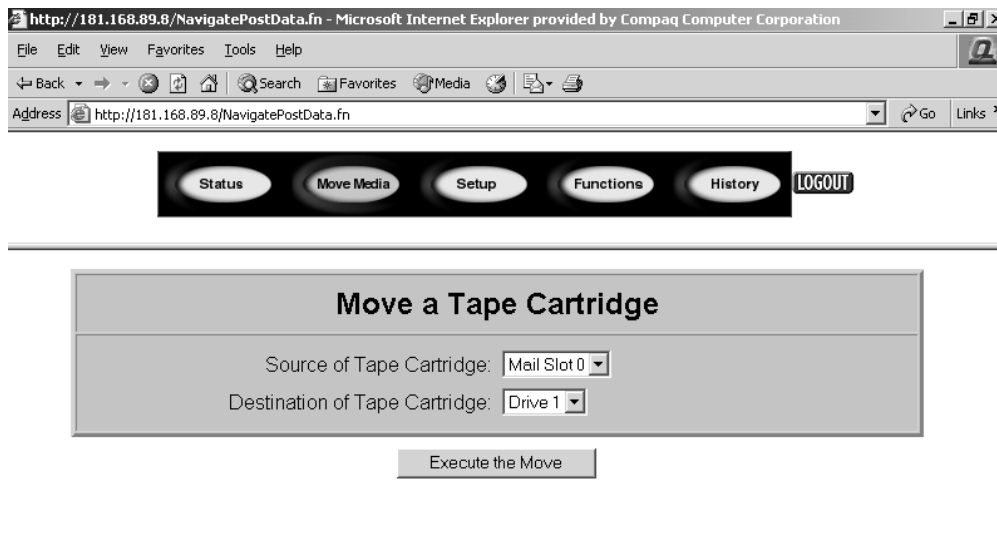 http://181.168.89.8/NavigatePostData.fn - Microsoft Internet Explorer provided by Compaq Computer Corporation
File Edit View Favorites Tools Help
Back Search Favorites Media
Address http://181.168.89.8/NavigatePostData.fn Go Links
Status Move Media Setup Functions History LOGOUT
Move a Tape Cartridge
Source of Tape Cartridge: Mail Slot 0
Destination of Tape Cartridge: Drive 1
Execute the Move